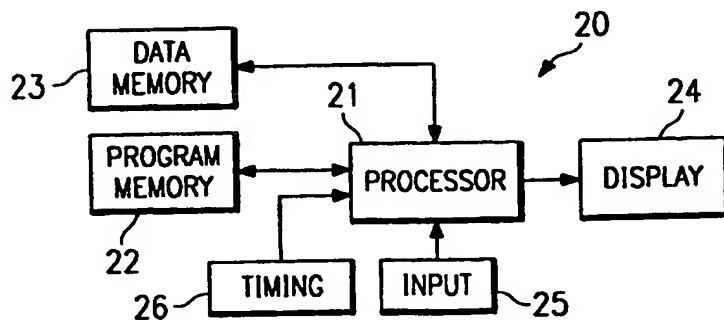 20
DATA
MEMORY
23
21
24
PROGRAM
MEMORY
22
PROCESSOR
DISPLAY
TIMING
26
INPUT
25